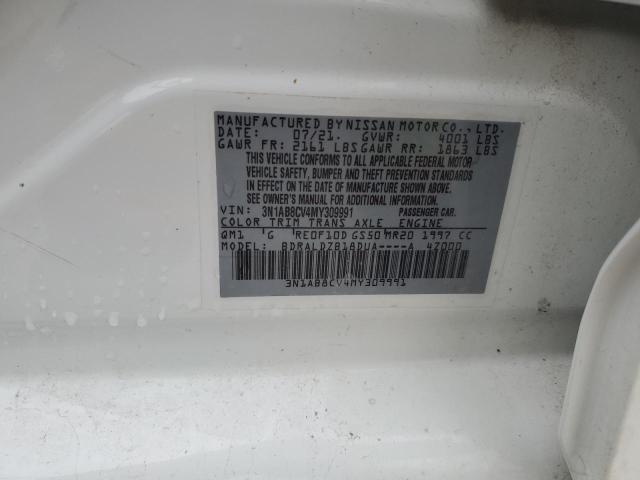 MANUFACTURED BY NISSAN MOTOR CO., LTD.
DATE: 07/21. GVWR: 4001 LBS
GAWR FR: 2161 LBS GAWR RR: 1863 LBS
THIS VEHICLE CONFORMS TO ALL APPLICABLE FEDERAL MOTOR
VEHICLE SAFETY, BUMPER AND THEFT PREVENTION STANDARDS
IN EFFECT ON THE DATE OF MANUFACTURE SHOWN ABOVE.
SEE OWNER'S MANUAL FOR ADDITIONAL INFORMATION.
VIN: 3N1AB8CV4MY309991 PASSENGER CAR.
COLOR TRIM TRANS AXLE ENGINE
QM1 'G 'RE0F10D GS50'MR20 1997 CC
MODEL: BDRALDZB18DUA----A 4Z000
3N1AB8CV4MY309991